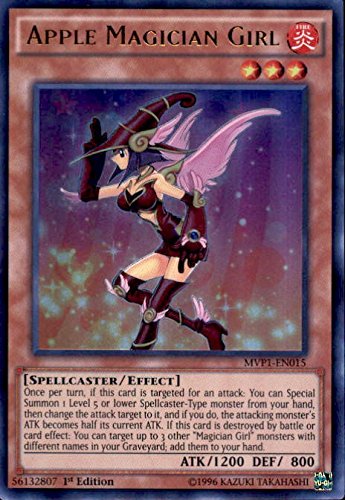 APPLE MAGICIAN GIRL
FIRE
炎
MVP1-EN015
[SPELLCASTER/EFFECT]
Once per turn, if this card is targeted for an attack: You can Special
Summon 1 Level 5 or lower Spellcaster-Type monster from your hand,
then change the attack target to it, and if you do, the attacking monster's
ATK becomes half its current ATK. If this card is destroyed by battle
or card effect: You can target up to 3 other "Magician Girl" monsters with
different names in your Graveyard; add them to your hand.
ATK/1200 DEF/ 800
56132807 1st Edition ©1996 KAZUKI TAKAHASHI